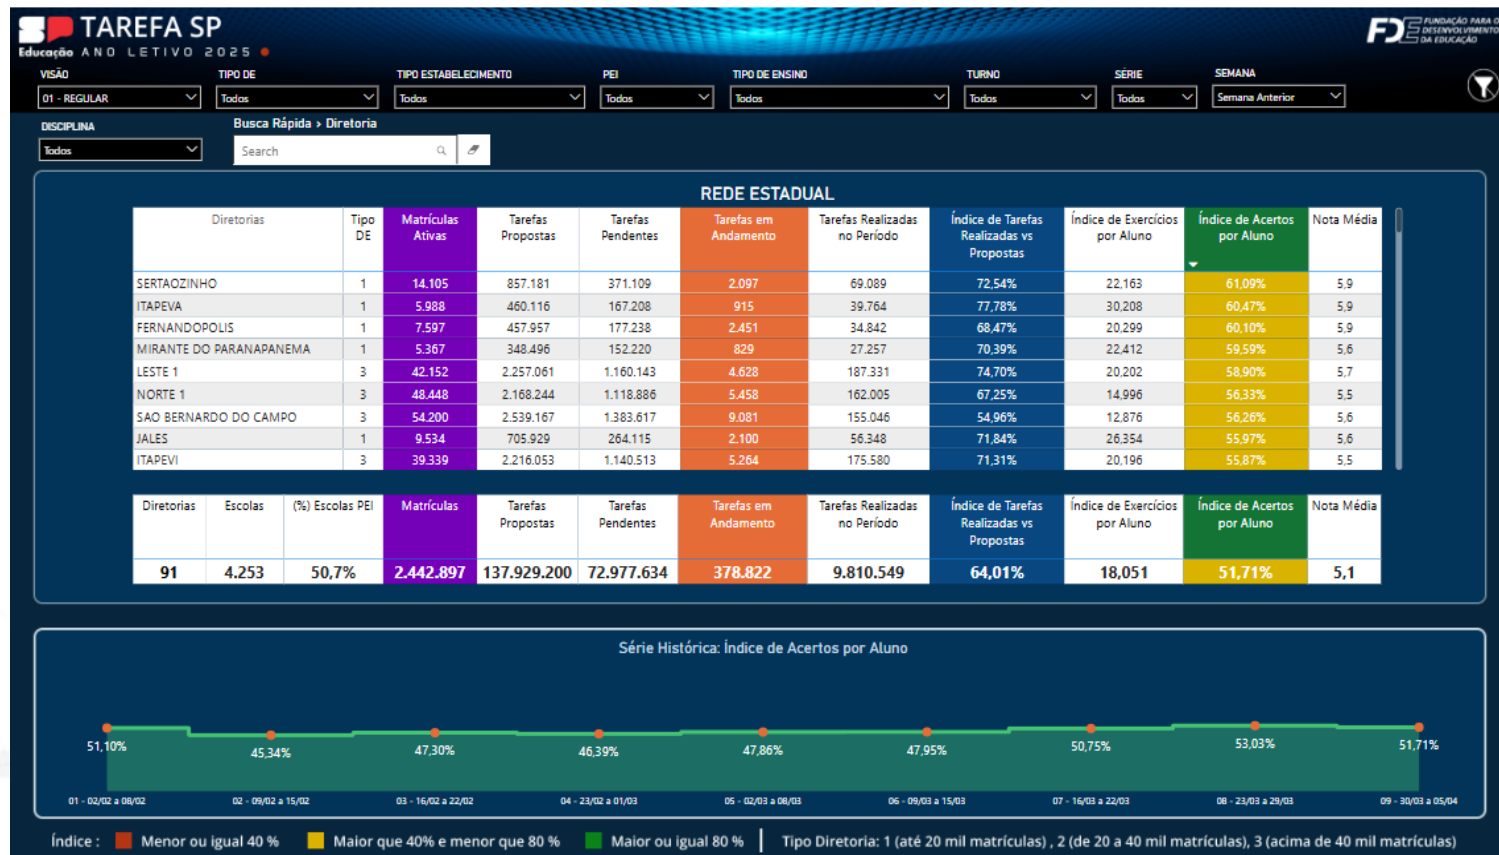 TAREFA SP
Educação ANO LETIVO 2025
FDE FUNDAÇÃO PARA O
DESENVOLVIMENTO
DA EDUCAÇÃO
VISÃO TIPO DE TIPO ESTABELECIMENTO PEI TIPO DE ENSINO TURNO SÉRIE SEMANA
01 - REGULAR Todos Todos Todos Todos Todos Todos Semana Anterior
DISCIPLINA Busca Rápida > Diretoria
Todos Search
REDE ESTADUAL
Diretorias Tipo DE Matrículas Ativas Tarefas Propostas Tarefas Pendentes Tarefas em Andamento Tarefas Realizadas no Período Índice de Tarefas Realizadas vs Propostas Índice de Exercícios por Aluno Índice de Acertos por Aluno Nota Média
SERTAOZINHO 1 14.105 857.181 371.109 2.097 69.089 72,54% 22,163 61,09% 5,9
ITAPEVA 1 5.988 460.116 167.208 915 39.764 77,78% 30,208 60,47% 5,9
FERNANDOPOLIS 1 7.597 457.957 177.238 2.451 34.842 68,47% 20,299 60,10% 5,9
MIRANTE DO PARANAPANEMA 1 5.367 348.496 152.220 829 27.257 70,39% 22,412 59,59% 5,6
LESTE 1 3 42.152 2.257.061 1.160.143 4.628 187.331 74,70% 20,202 58,90% 5,7
NORTE 1 3 48.448 2.168.244 1.118.886 5.458 162.005 67,25% 14,996 56,33% 5,5
SAO BERNARDO DO CAMPO 3 54.200 2.539.167 1.383.617 9.081 155.046 54,96% 12,876 56,26% 5,6
JALES 1 9.534 705.929 264.115 2.100 56.348 71,84% 26,354 55,97% 5,6
ITAPEVI 3 39.339 2.216.053 1.140.513 5.264 175.580 71,31% 20,196 55,87% 5,5
Diretorias Escolas (%) Escolas PEI Matrículas Tarefas Propostas Tarefas Pendentes Tarefas em Andamento Tarefas Realizadas no Período Índice de Tarefas Realizadas vs Propostas Índice de Exercícios por Aluno Índice de Acertos por Aluno Nota Média
91 4.253 50,7% 2.442.897 137.929.200 72.977.634 378.822 9.810.549 64,01% 18,051 51,71% 5,1
Série Histórica: Índice de Acertos por Aluno
51,10% 45,34% 47,30% 46,39% 47,86% 47,95% 50,75% 53,03% 51,71%
01 - 02/02 a 08/02 02 - 09/02 a 15/02 03 - 16/02 a 22/02 04 - 23/02 a 01/03 05 - 02/03 a 08/03 06 - 09/03 a 15/03 07 - 16/03 a 22/03 08 - 23/03 a 29/03 09 - 30/03 a 05/04
Índice : Menor ou igual 40 % Maior que 40% e menor que 80 % Maior ou igual 80 % Tipo Diretoria: 1 (até 20 mil matrículas) , 2 (de 20 a 40 mil matrículas), 3 (acima de 40 mil matrículas)